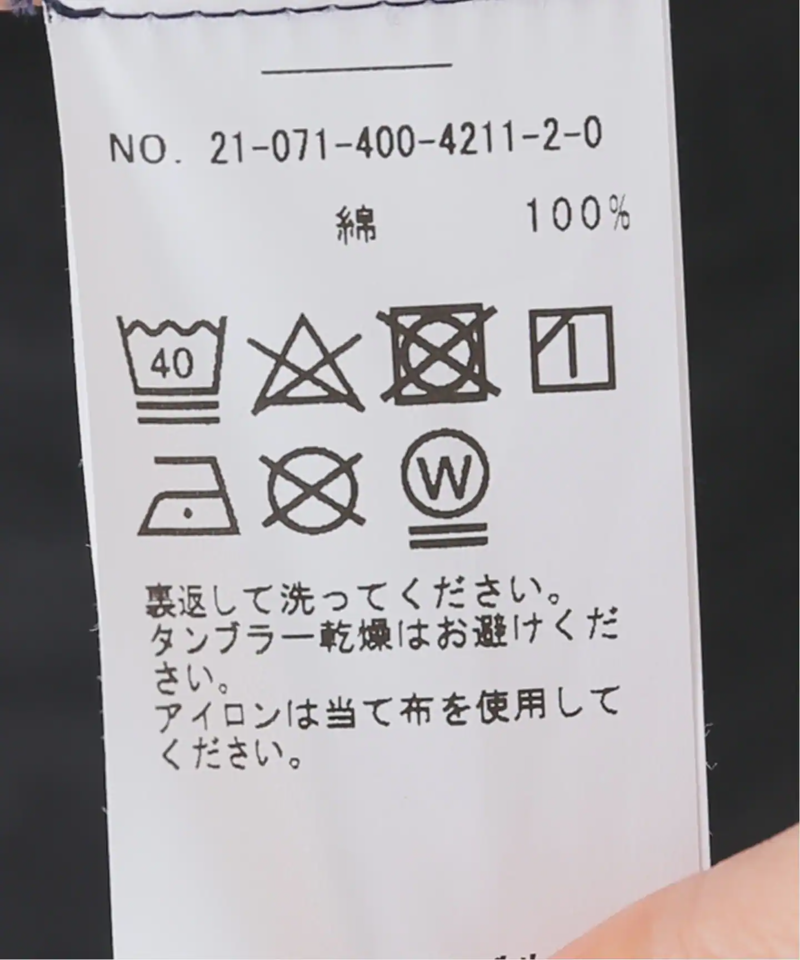 NO. 21-071-400-4211-2-0
綿 100%
40
W
裏返して洗ってください。
タンブラー乾燥はお避けくだ
さい。
アイロンは当て布を使用して
ください。